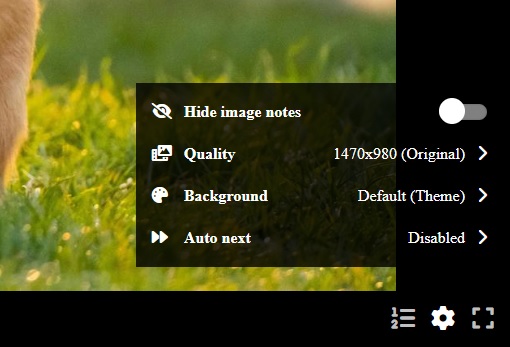 Hide image notes
Quality 1470x980 (Original)
Background Default (Theme)
Auto next Disabled